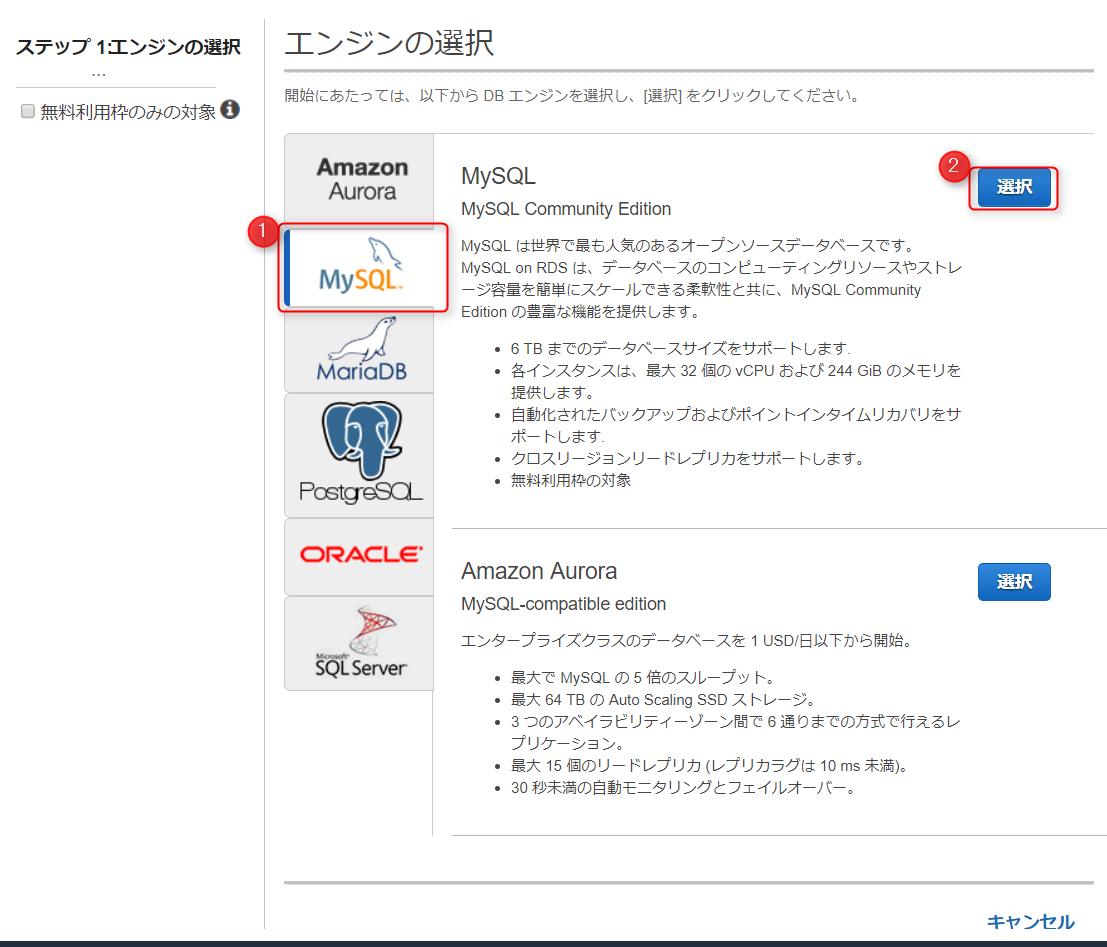 ステップ 1:エンジンの選択
...
無料利用枠のみの対象
エンジンの選択
開始にあたっては、以下から DB エンジンを選択し、[選択] をクリックしてください。
Amazon
Aurora
1
MySQL
MariaDB
PostgreSQL
ORACLE
Microsoft
SQL Server
MySQL
2
選択
MySQL Community Edition
MySQL は世界で最も人気のあるオープンソースデータベースです。
MySQL on RDS は、データベースのコンピューティングリソースやストレ
ージ容量を簡単にスケールできる柔軟性と共に、MySQL Community
Edition の豊富な機能を提供します。
6 TB までのデータベースサイズをサポートします.
各インスタンスは、最大 32 個の vCPU および 244 GiB のメモリを
提供します。
自動化されたバックアップおよびポイントインタイムリカバリをサ
ポートします.
クロスリージョンリードレプリカをサポートします。
無料利用枠の対象
Amazon Aurora
選択
MySQL-compatible edition
エンタープライズクラスのデータベースを 1 USD/日以下から開始。
最大で MySQL の 5 倍のスループット。
最大 64 TB の Auto Scaling SSD ストレージ。
3 つのアベイラビリティーゾーン間で 6 通りまでの方式で行えるレ
プリケーション。
最大 15 個のリードレプリカ (レプリカラグは 10 ms 未満)。
30 秒未満の自動モニタリングとフェイルオーバー。
キャンセル